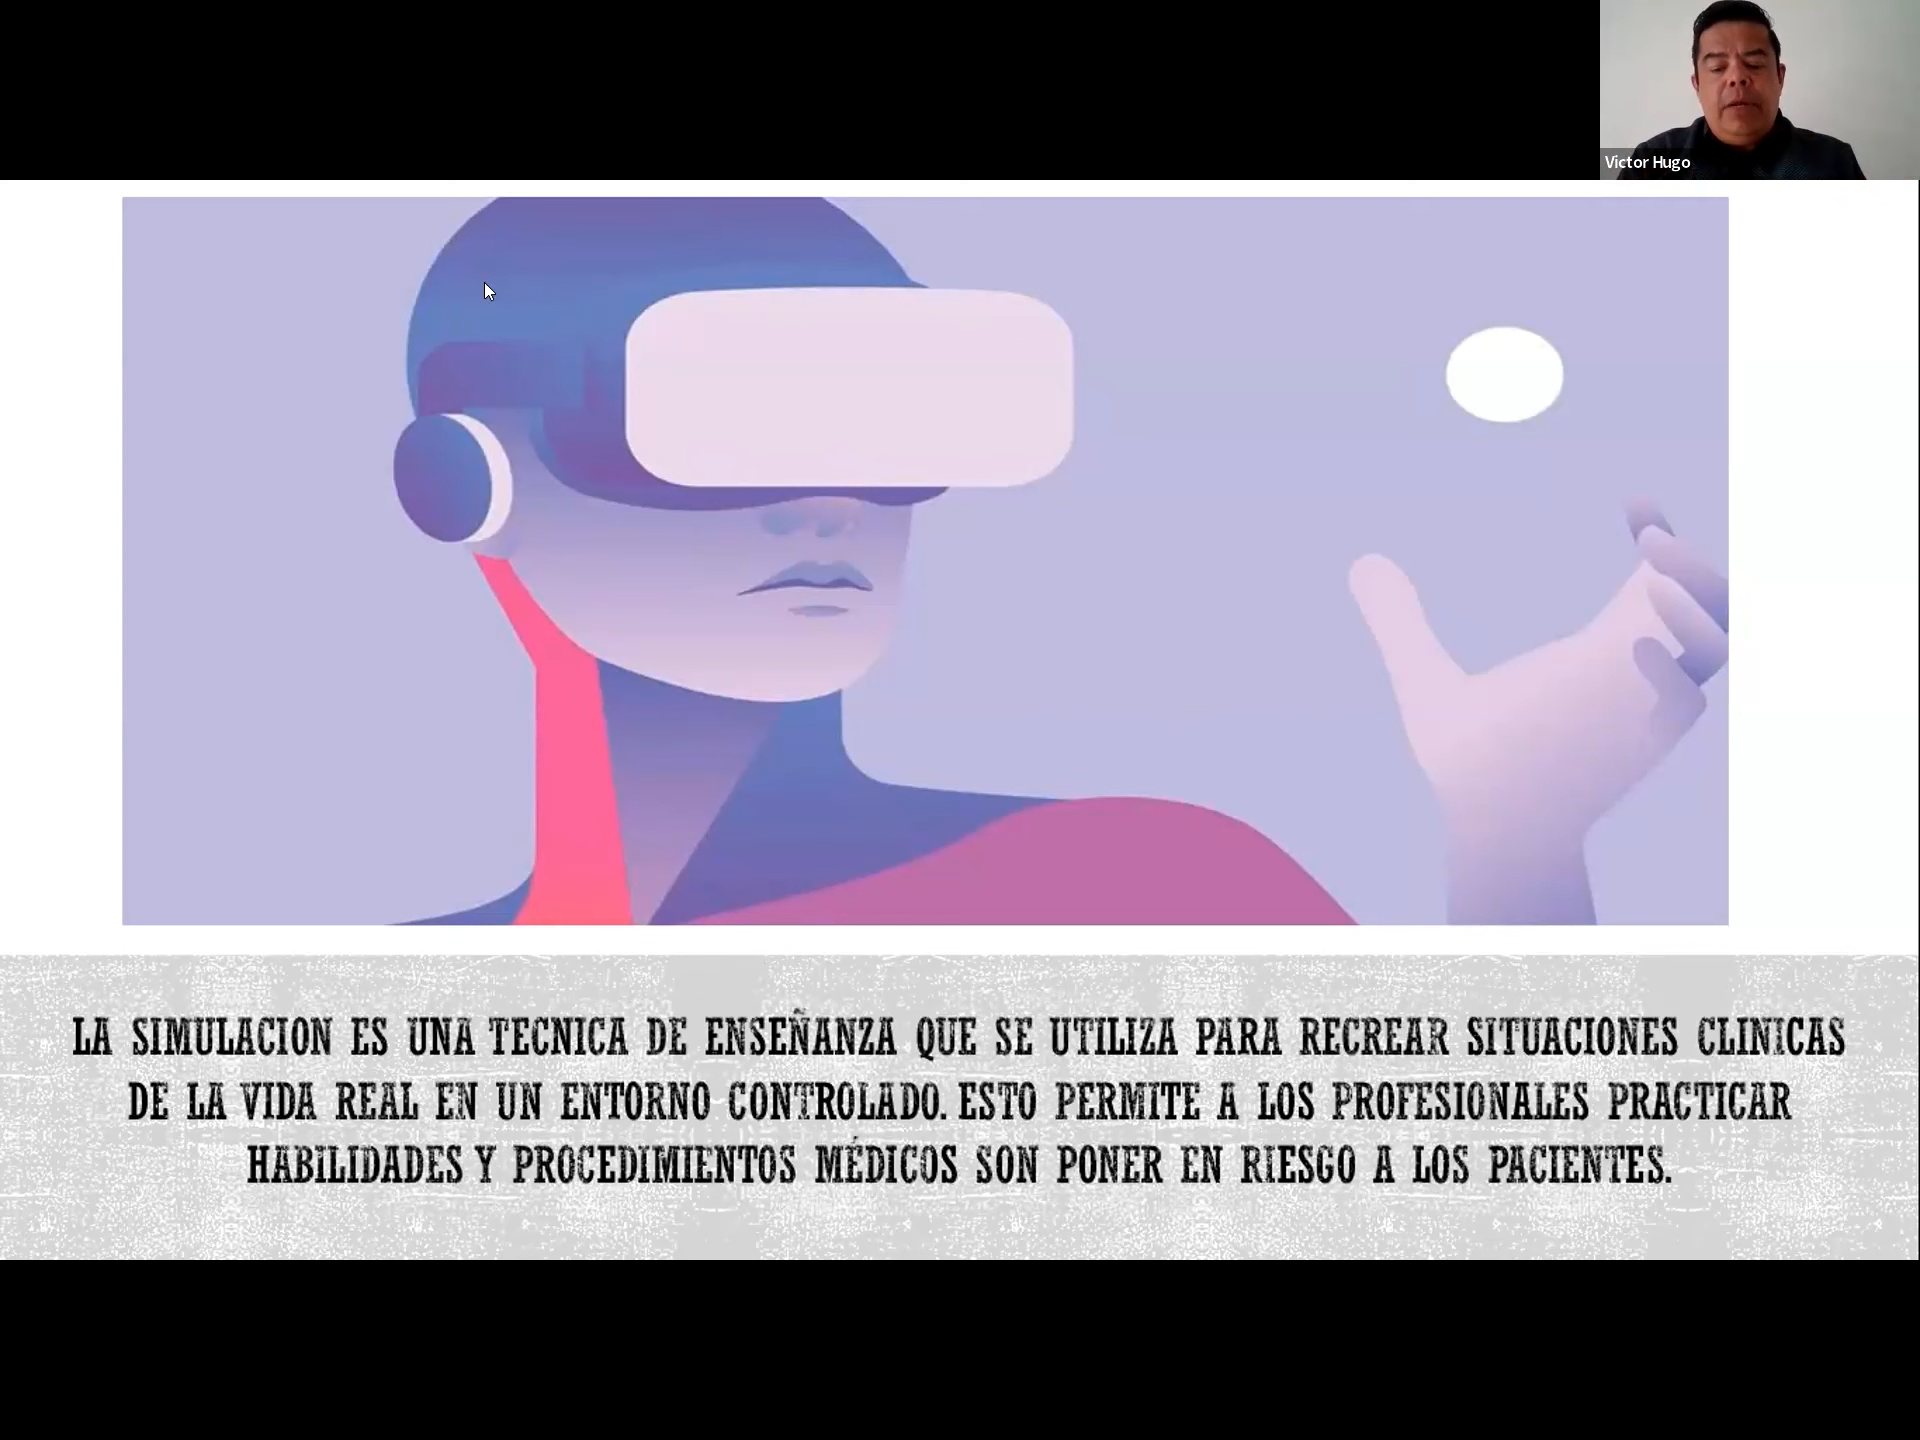 Victor Hugo
LA SIMULACION ES UNA TECNICA DE ENSEÑANZA QUE SE UTILIZA PARA RECREAR SITUACIONES CLINICAS
DE LA VIDA REAL EN UN ENTORNO CONTROLADO. ESTO PERMITE A LOS PROFESIONALES PRACTICAR
HABILIDADES Y PROCEDIMIENTOS MÉDICOS SON PONER EN RIESGO A LOS PACIENTES.